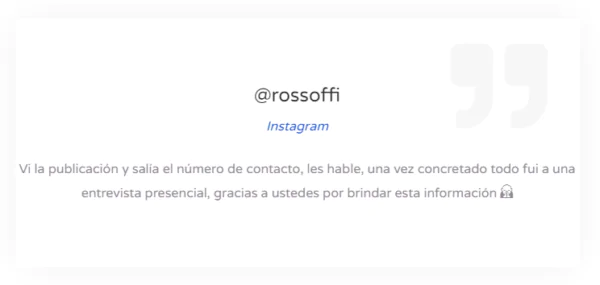 @rossoffi
Instagram
Vi la publicación y salía el número de contacto, les hable, una vez concretado todo fui a una
entrevista presencial, gracias a ustedes por brindar esta información 🙌